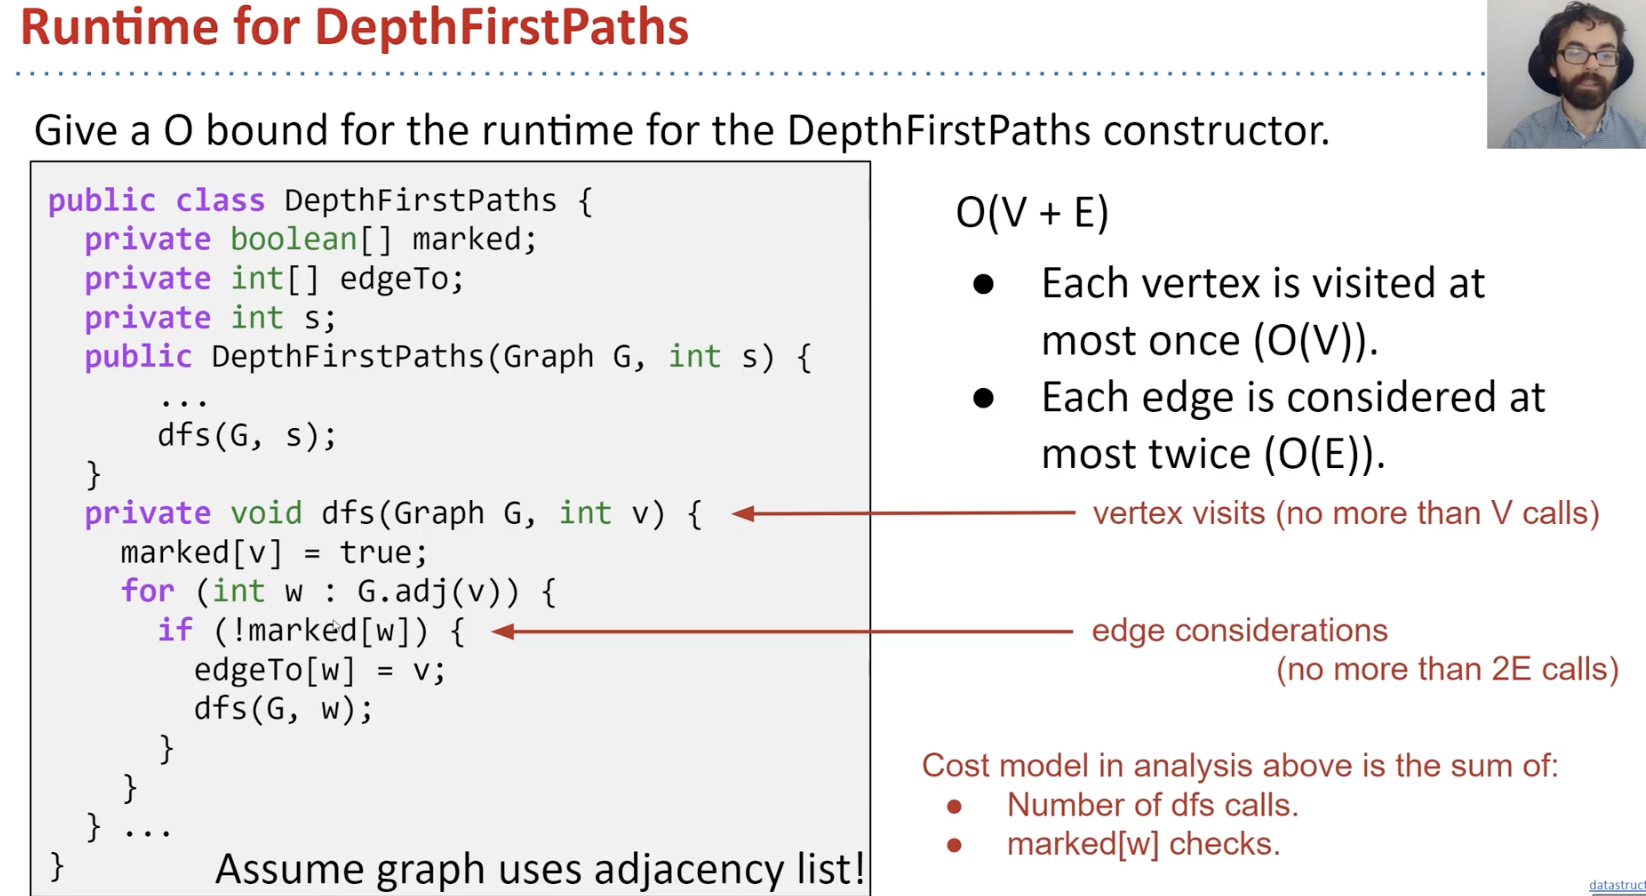 Runtime for DepthFirstPaths
Give a O bound for the runtime for the DepthFirstPaths constructor.
public class DepthFirstPaths {
private boolean[] marked;
private int[] edgeTo;
private int s;
public DepthFirstPaths(Graph G, int s) {
...
dfs(G, s);
}
private void dfs(Graph G, int v) {
marked[v] = true;
for (int w : G.adj(v)) {
if (!marked[w]) {
edgeTo[w] = v;
dfs(G, w);
}
}
} ...
}
Assume graph uses adjacency list!
O(V + E)
● Each vertex is visited at
most once (O(V)).
● Each edge is considered at
most twice (O(E)).
vertex visits (no more than V calls)
edge considerations
(no more than 2E calls)
Cost model in analysis above is the sum of:
● Number of dfs calls.
● marked[w] checks.
datastruct